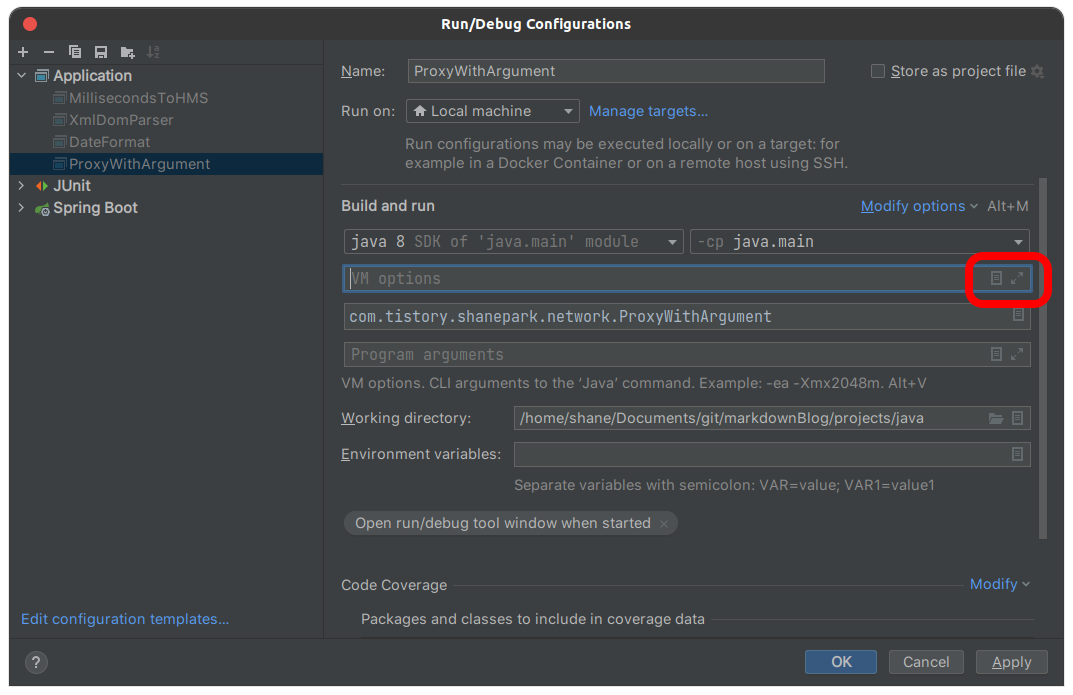 Run/Debug Configurations
Application
MillisecondsToHMS
XmlDomParser
DateFormat
ProxyWithArgument
JUnit
Spring Boot
Edit configuration templates...
Name: ProxyWithArgument Store as project file
Run on: Local machine Manage targets...
Run configurations may be executed locally or on a target: for
example in a Docker Container or on a remote host using SSH.
Build and run Modify options Alt+M
java 8 SDK of 'java.main' module -cp java.main
VM options
com.tistory.shanepark.network.ProxyWithArgument
Program arguments
VM options. CLI arguments to the ‘Java’ command. Example: -ea -Xmx2048m. Alt+V
Working directory: /home/shane/Documents/git/markdownBlog/projects/java
Environment variables:
Separate variables with semicolon: VAR=value; VAR1=value1
Open run/debug tool window when started ×
Code Coverage Modify
Packages and classes to include in coverage data
? OK Cancel Apply